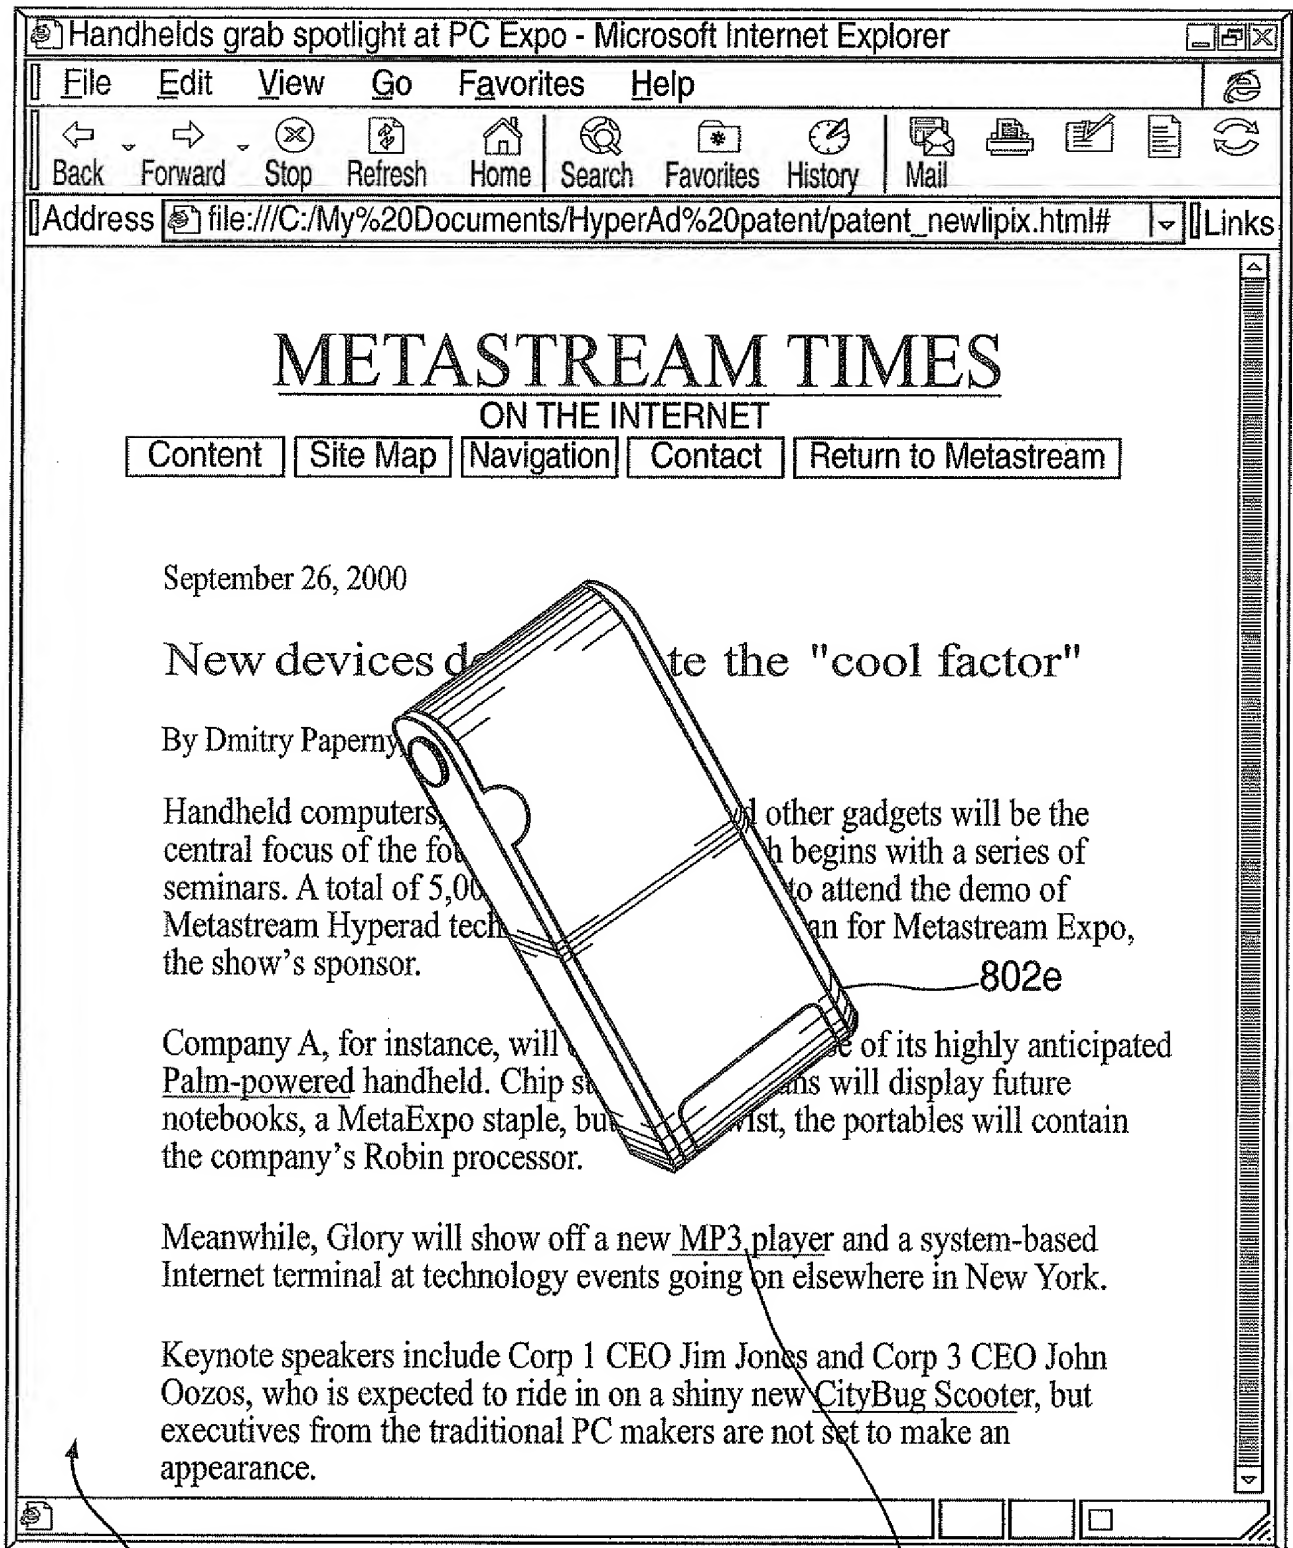 Handhelds grab spotlight at PC Expo - Microsoft Internet Explorer
File Edit View Go Favorites Help
Back Forward Stop Refresh Home Search Favorites History Mail
Address file:///C:/My%20Documents/HyperAd%20patent/patent_newlipix.html# Links
METASTREAM TIMES
ON THE INTERNET
Content Site Map Navigation Contact Return to Metastream
September 26, 2000
New devices the "cool factor"
By Dmitry Paperny,
Handheld computers, other gadgets will be the
central focus of the begins with a series of
seminars. A total of to attend the demo of
Metastream Hyperad for Metastream Expo,
the show's sponsor.
802e
Company A, for instance, will of its highly anticipated
Palm-powered handheld. Chip will display future
notebooks, a MetaExpo staple, the portables will contain
the company's Robin processor.
Meanwhile, Glory will show off a new MP3 player and a system-based
Internet terminal at technology events going on elsewhere in New York.
Keynote speakers include Corp 1 CEO Jim Jones and Corp 3 CEO John
Oozos, who is expected to ride in on a shiny new CityBug Scooter, but
executives from the traditional PC makers are not set to make an
appearance.